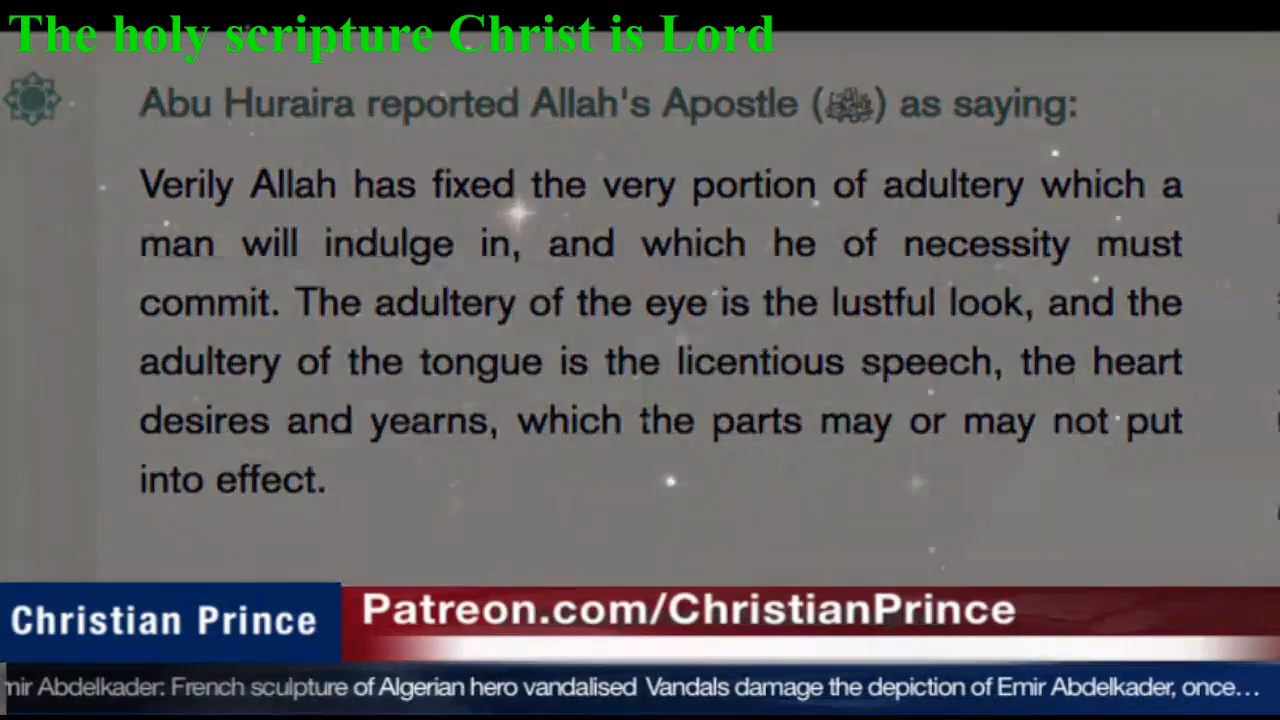 The holy scripture Christ is Lord
Abu Huraira reported Allah's Apostle (ﷺ) as saying:
Verily Allah has fixed the very portion of adultery which a
man will indulge in, and which he of necessity must
commit. The adultery of the eye is the lustful look, and the
adultery of the tongue is the licentious speech, the heart
desires and yearns, which the parts may or may not put
into effect.
Christian Prince
Patreon.com/ChristianPrince
Abdelkader: French sculpture of Algerian hero vandalised Vandals damage the depiction of Emir Abdelkader, once…